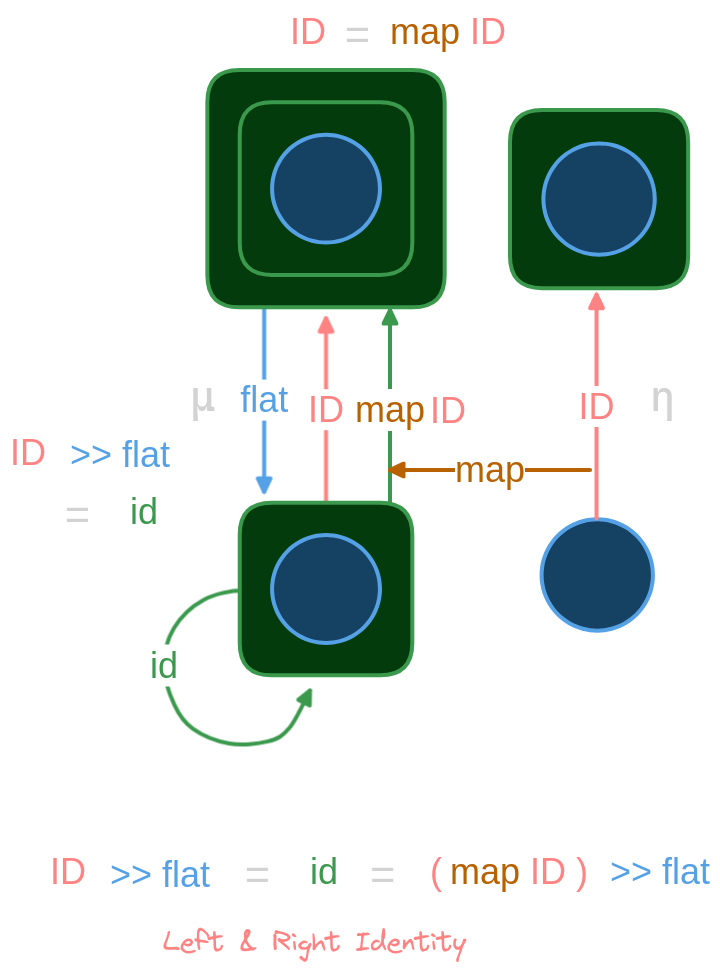 ID = map ID
μ flat ID map ID ID η
ID >> flat
= id
map
id
ID >> flat = id = ( map ID ) >> flat
Left & Right Identity